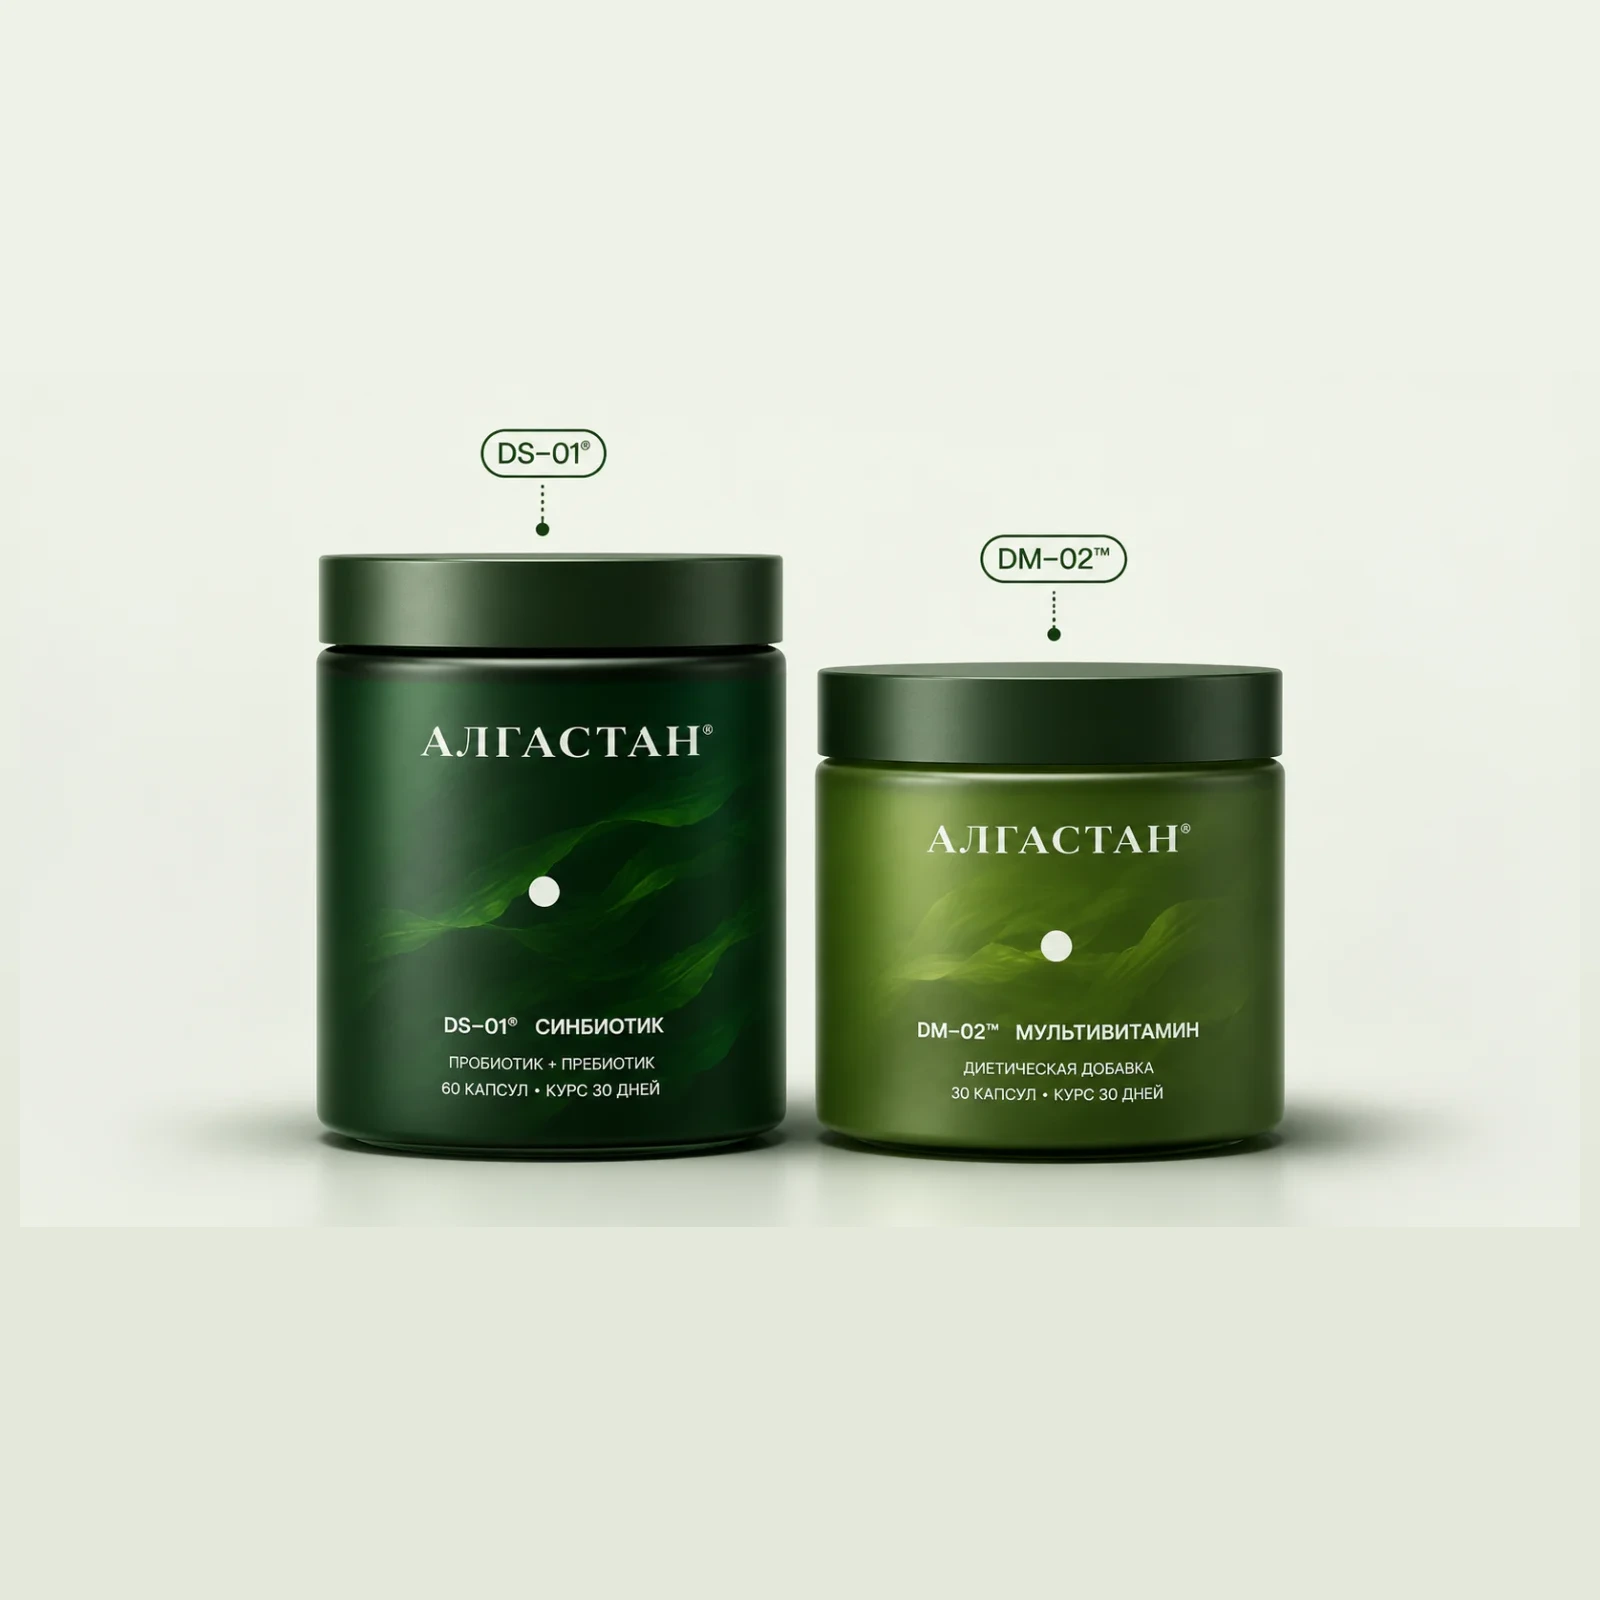 DS–01®
DM–02™
АЛГАСТАН®
DS–01® СИНБИОТИК
ПРОБИОТИК + ПРЕБИОТИК
60 КАПСУЛ • КУРС 30 ДНЕЙ
АЛГАСТАН®
DM–02™ МУЛЬТИВИТАМИН
ДИЕТИЧЕСКАЯ ДОБАВКА
30 КАПСУЛ • КУРС 30 ДНЕЙ